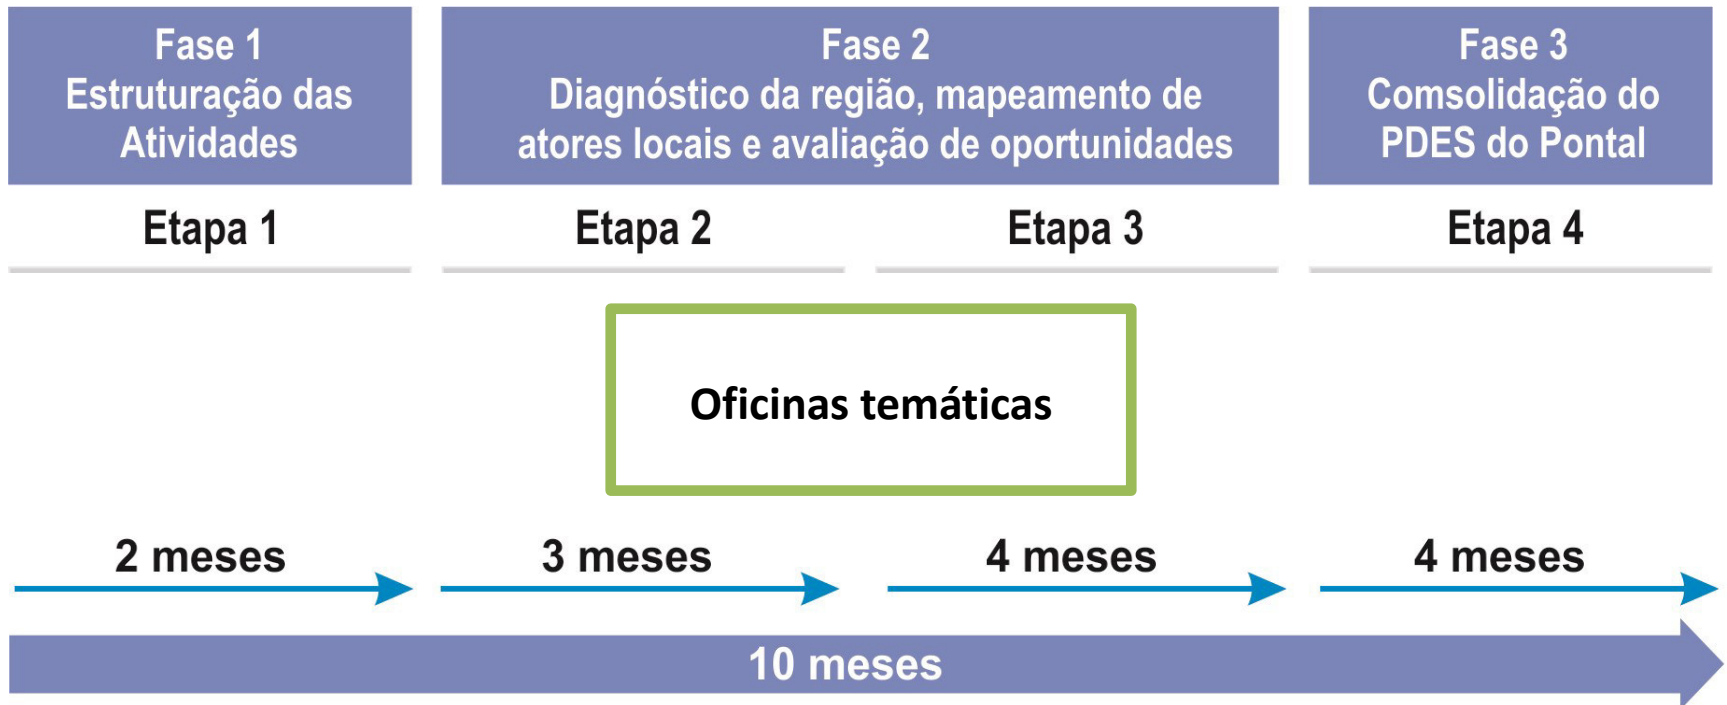 Fase 1
Estruturação das
Atividades
Fase 2
Diagnóstico da região, mapeamento de
atores locais e avaliação de oportunidades
Fase 3
Comsolidação do
PDES do Pontal
Etapa 1
Etapa 2
Etapa 3
Etapa 4
Oficinas temáticas
2 meses
3 meses
4 meses
4 meses
10 meses